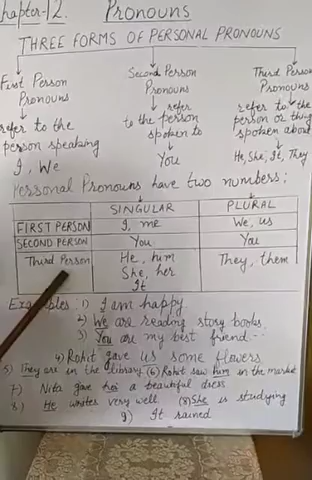 Chapter-12. Pronouns
THREE FORMS OF PERSONAL PRONOUNS
First Person Pronouns
refer to the person speaking
I, We
Second Person Pronouns
refer to the person spoken to
You
Third Person Pronouns
refer to the person or thing spoken about
He, She, It, They
Personal Pronouns have two numbers:
SINGULAR PLURAL
FIRST PERSON I, me We, us
SECOND PERSON You You
Third Person He, him They, them
She, her
It
Examples: 1) I am happy
2) We are reading story books.
3) You are my best friend...
4) Rohit gave us some flowers
5) They are in the library (6) Rohit saw him in the market
7) Nita gave her a beautiful dress
8) He writes very well (8) She is studying
9) It rained